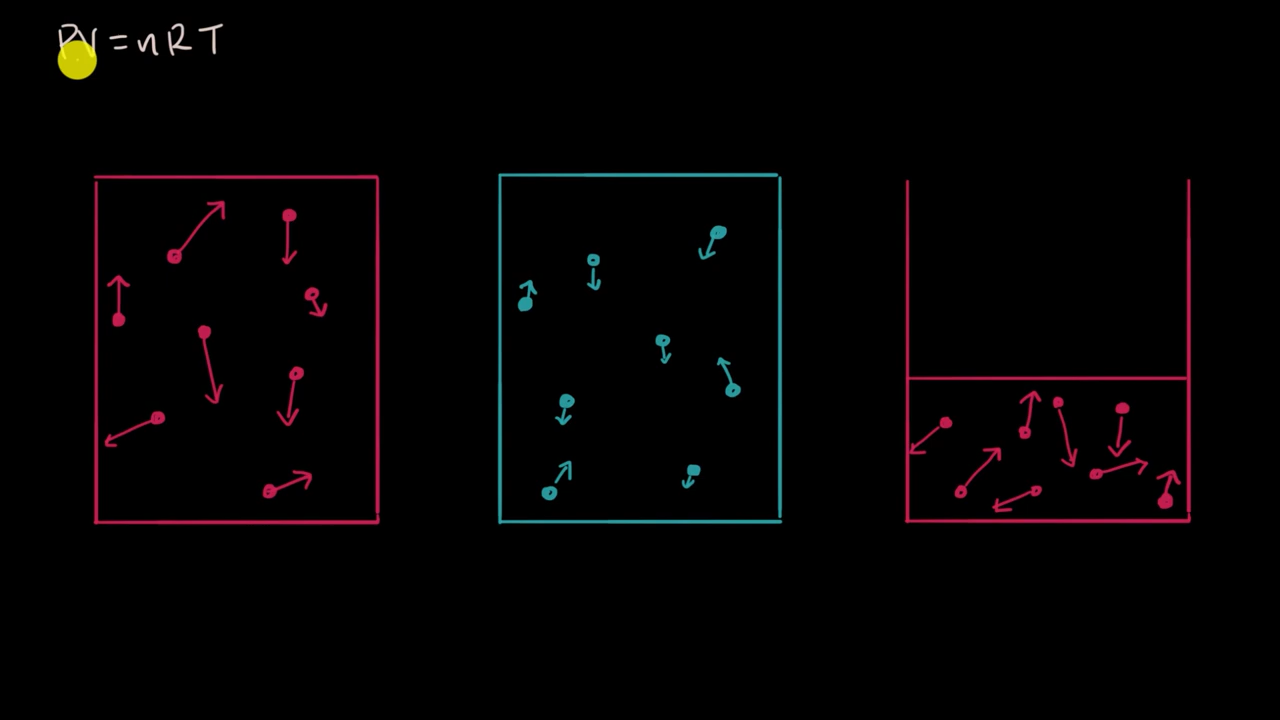 PV = nRT